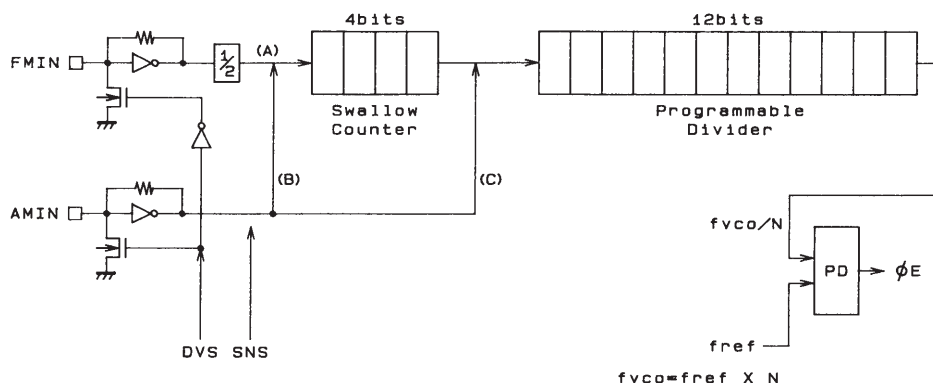 4bits
12bits
FMIN
1/2
(A)
Swallow
Counter
Programmable
Divider
(B)
(C)
AMIN
fvco/N
PD
ϕE
DVS
SNS
fref
fvco=fref X N